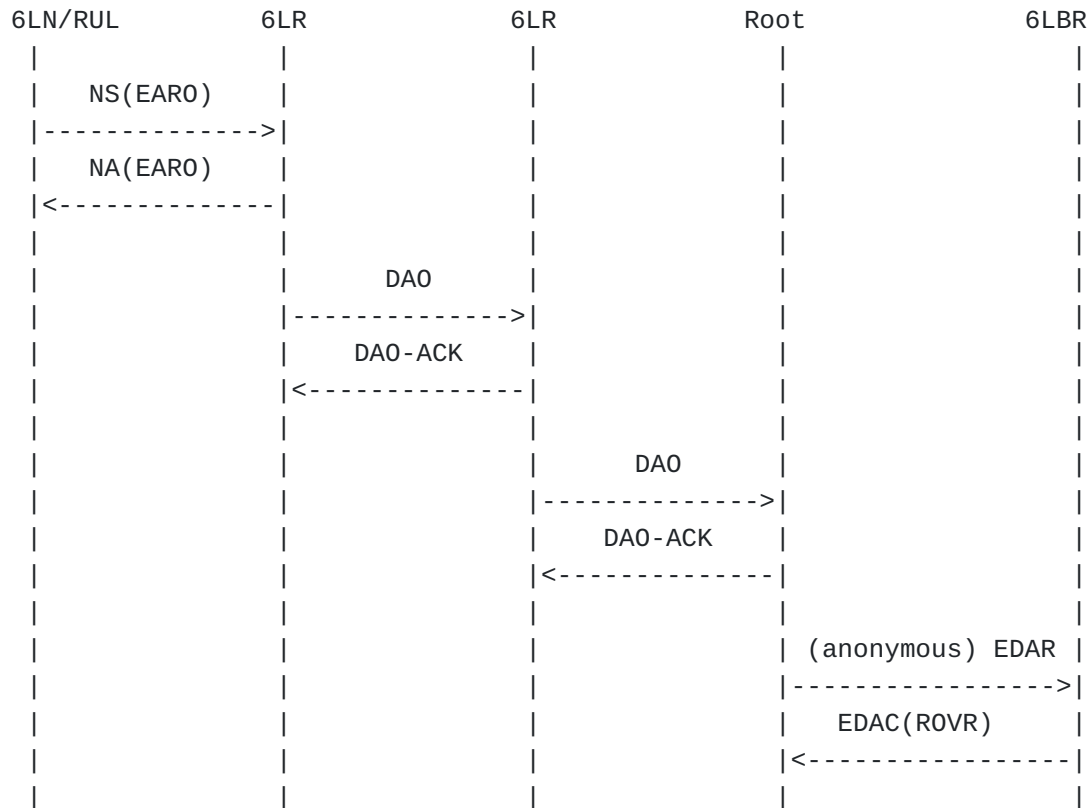 6LN/RUL 6LR 6LR Root 6LBR
NS(EARO)
NA(EARO)
DAO
DAO-ACK
DAO
DAO-ACK
(anonymous) EDAR
EDAC(ROVR)